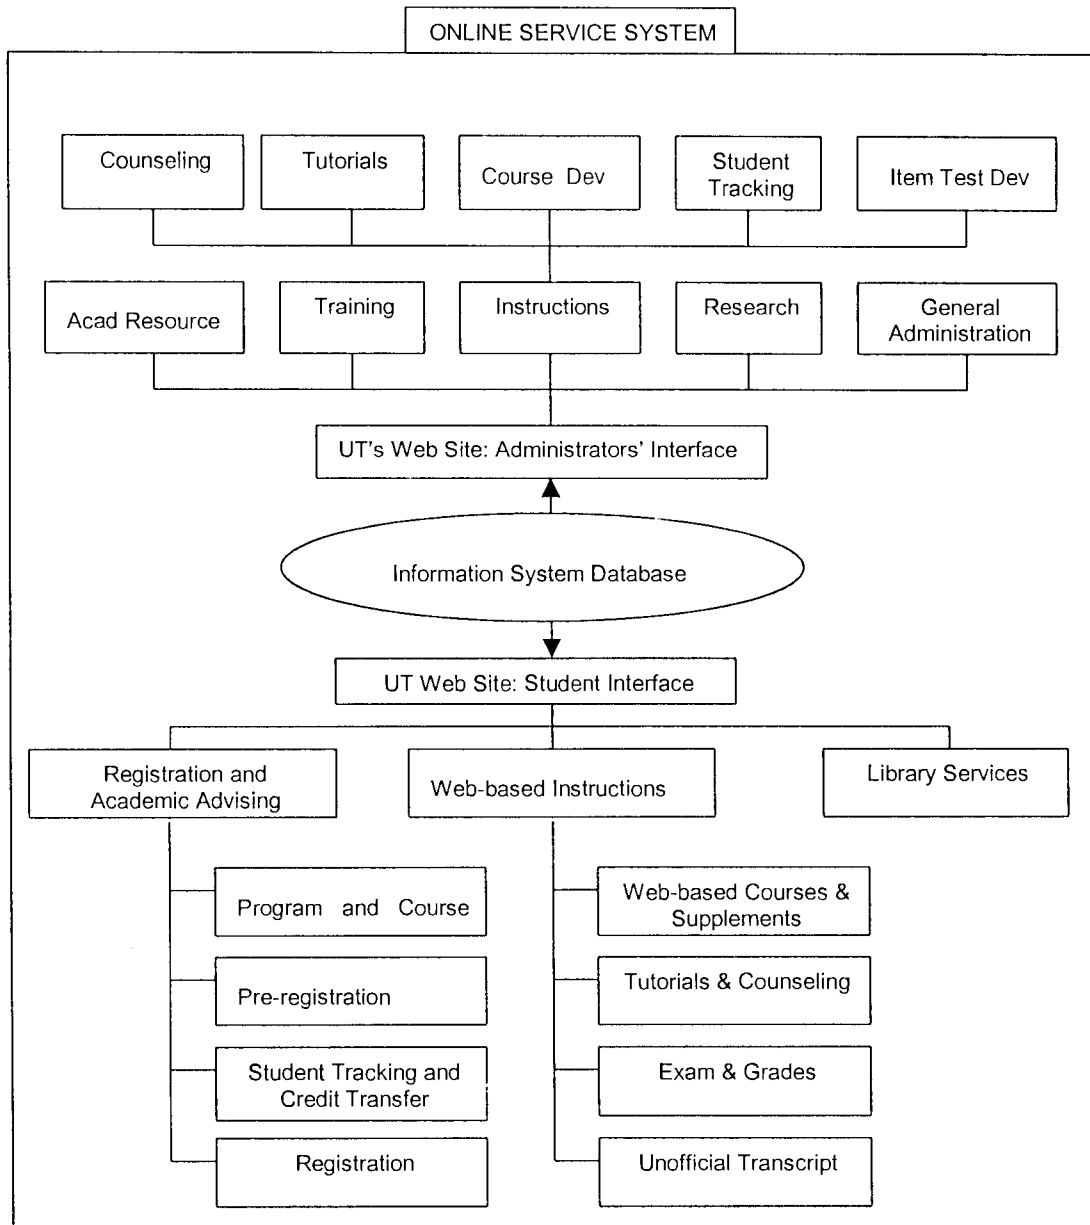 ONLINE SERVICE SYSTEM
Counseling
Tutorials
Course Dev
Student
Tracking
Item Test Dev
Acad Resource
Training
Instructions
Research
General
Administration
UT's Web Site: Administrators' Interface
Information System Database
UT Web Site: Student Interface
Registration and
Academic Advising
Web-based Instructions
Library Services
Program and Course
Pre-registration
Student Tracking and
Credit Transfer
Registration
Web-based Courses &
Supplements
Tutorials & Counseling
Exam & Grades
Unofficial Transcript